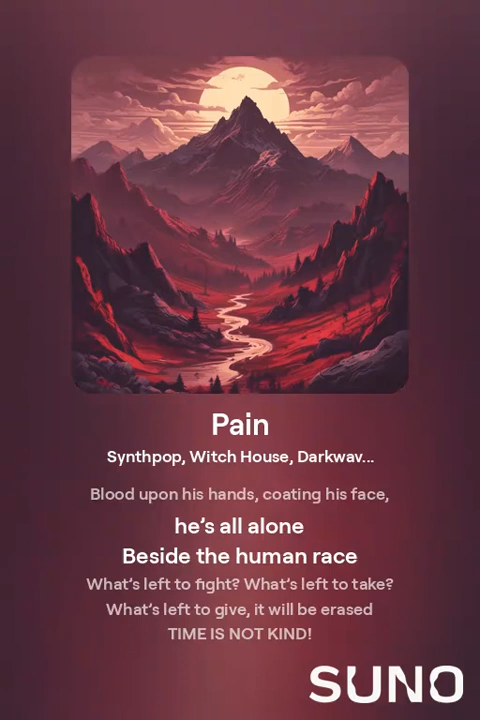 Pain
Synthpop, Witch House, Darkwav...
Blood upon his hands, coating his face,
he's all alone
Beside the human race
What's left to fight? What's left to take?
What's left to give, it will be erased
TIME IS NOT KIND!
SUNO